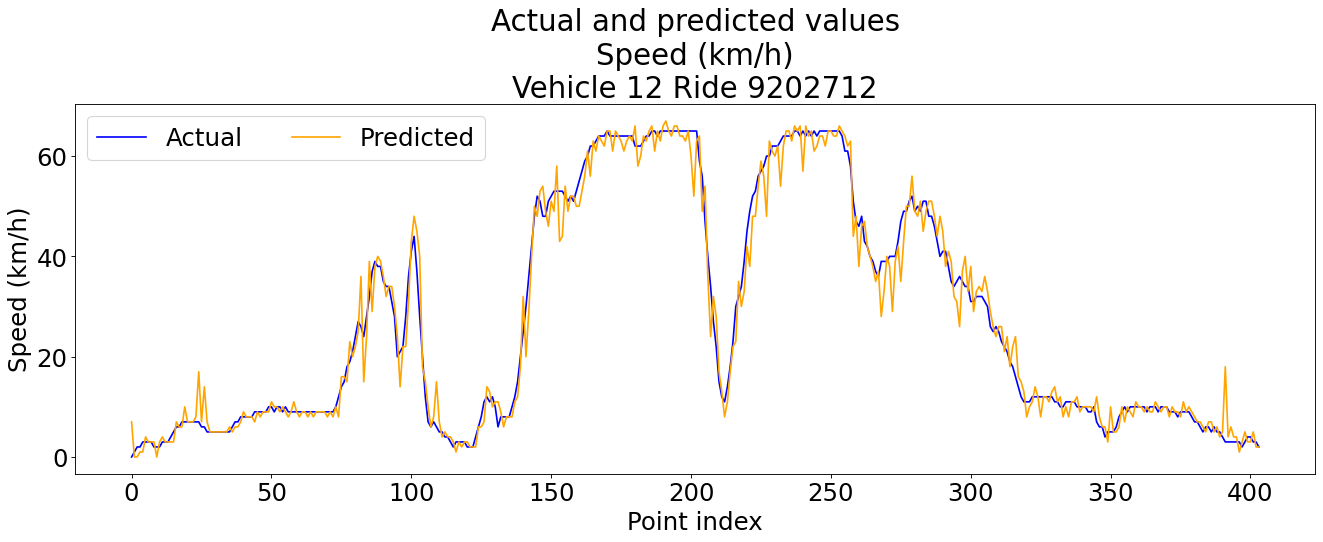 Actual and predicted values
Speed (km/h)
Vehicle 12 Ride 9202712
Actual Predicted
Speed (km/h)
60
40
20
0
0 50 100 150 200 250 300 350 400
Point index